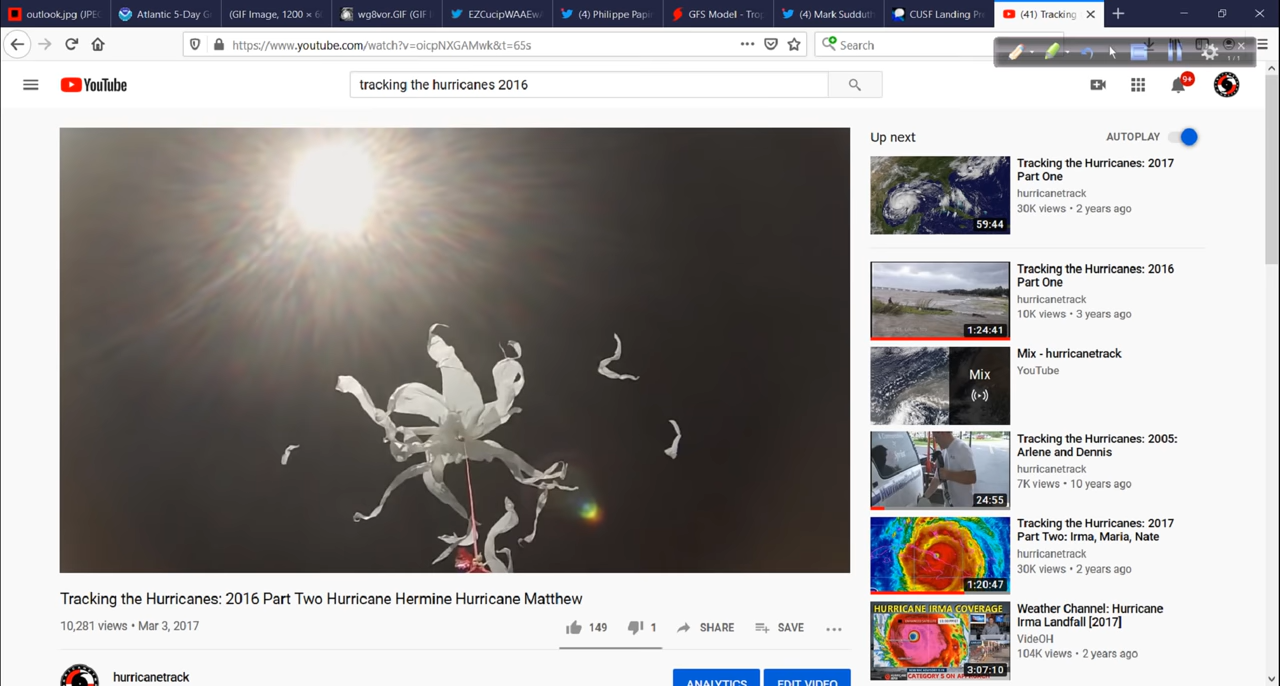 outlook.jpg (JPE
Atlantic 5-Day G
(GIF Image, 1200 × 6
wg8vor.GIF (GIF I
EZCucipWAAEw
(4) Philippe Papi
GFS Model - Trop
(4) Mark Sudduth
CUSF Landing Pr
(41) Tracking
https://www.youtube.com/watch?v=oicpNXGAMwk&t=65s
Search
1/1
YouTube
tracking the hurricanes 2016
9+
Up next
AUTOPLAY
Tracking the Hurricanes: 2017
Part One
hurricanetrack
30K views • 2 years ago
59:44
Tracking the Hurricanes: 2016
Part One
hurricanetrack
10K views • 3 years ago
1:24:41
Mix - hurricanetrack
YouTube
Mix
Tracking the Hurricanes: 2005:
Arlene and Dennis
hurricanetrack
7K views • 10 years ago
24:55
Tracking the Hurricanes: 2017
Part Two: Irma, Maria, Nate
hurricanetrack
30K views • 2 years ago
1:20:47
HURRICANE IRMA COVERAGE
Weather Channel: Hurricane
Irma Landfall [2017]
VideOH
104K views • 2 years ago
3:07:10
Tracking the Hurricanes: 2016 Part Two Hurricane Hermine Hurricane Matthew
10,281 views • Mar 3, 2017
149
1
SHARE
SAVE
hurricanetrack
ANALYTICS
EDIT VIDEO